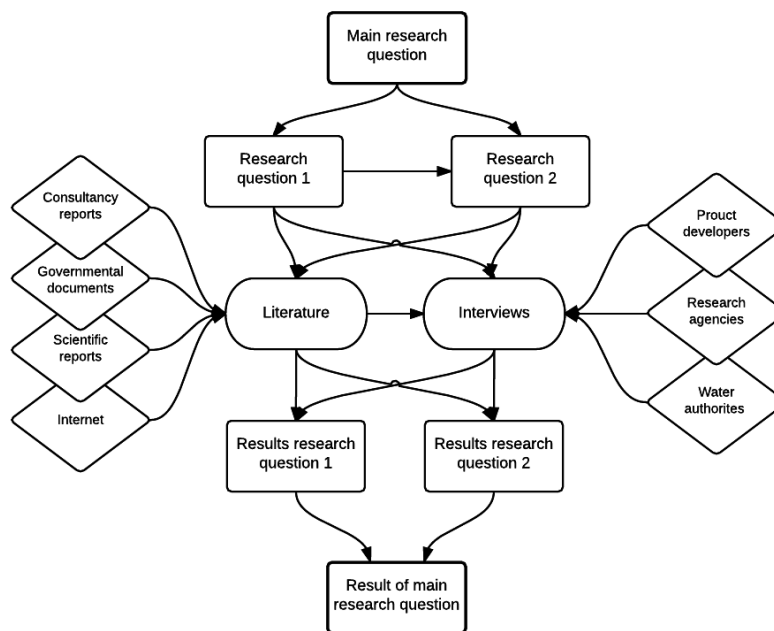 Main research
question
Research
question 1
Research
question 2
Consultancy
reports
Governmental
documents
Scientific
reports
Internet
Literature
Interviews
Prouct
developers
Research
agencies
Water
authorites
Results research
question 1
Results research
question 2
Result of main
research question